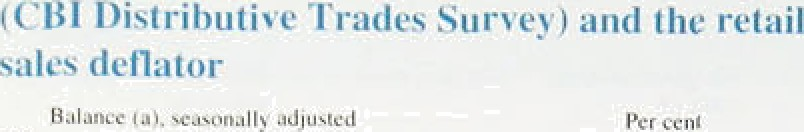 (CBI Distributive Trades Survey) and the retail
sales deflator
Balance (a), seasonally adjusted Per cent